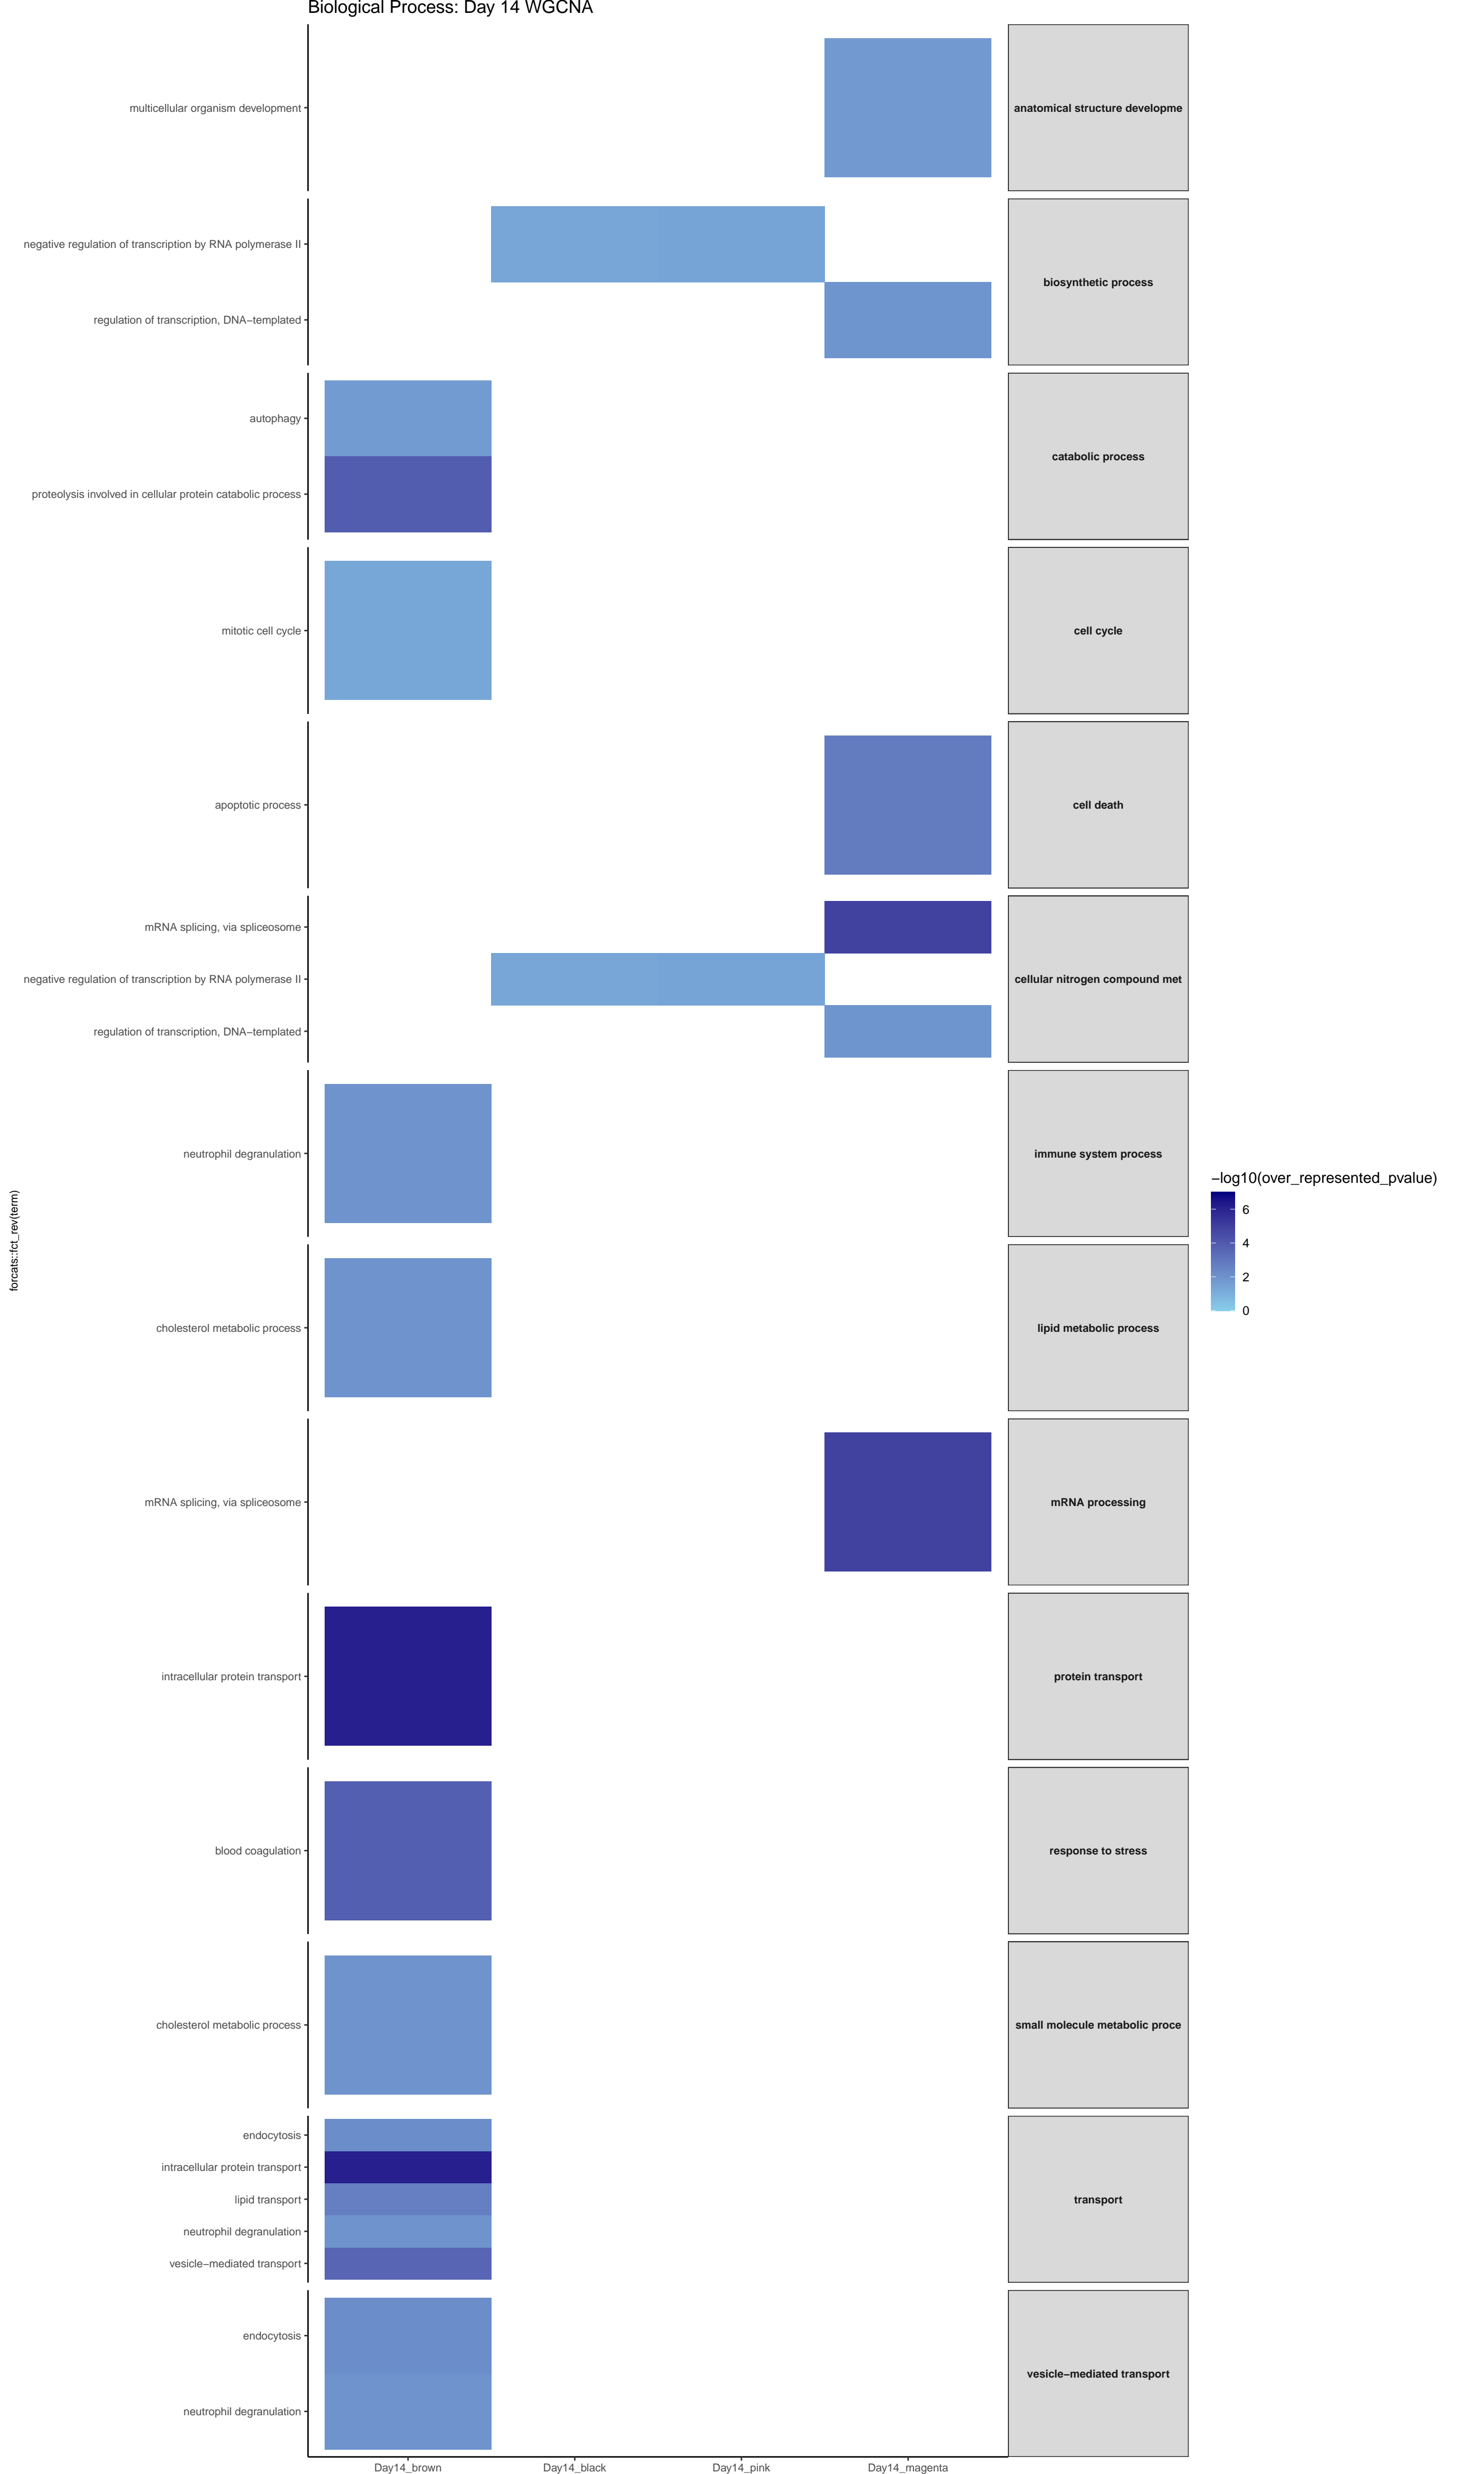 Biological Process: Day 14 WGCNA
multicellular organism development
anatomical structure developme
negative regulation of transcription by RNA polymerase II
biosynthetic process
regulation of transcription, DNA−templated
autophagy
catabolic process
proteolysis involved in cellular protein catabolic process
mitotic cell cycle
cell cycle
apoptotic process
cell death
mRNA splicing, via spliceosome
negative regulation of transcription by RNA polymerase II
cellular nitrogen compound met
regulation of transcription, DNA−templated
neutrophil degranulation
immune system process
forcats::fct_rev(term)
−log10(over_represented_pvalue)
6
4
2
0
cholesterol metabolic process
lipid metabolic process
mRNA splicing, via spliceosome
mRNA processing
intracellular protein transport
protein transport
blood coagulation
response to stress
cholesterol metabolic process
small molecule metabolic proce
endocytosis
intracellular protein transport
lipid transport
transport
neutrophil degranulation
vesicle−mediated transport
endocytosis
vesicle−mediated transport
neutrophil degranulation
Day14_brown
Day14_black
Day14_pink
Day14_magenta